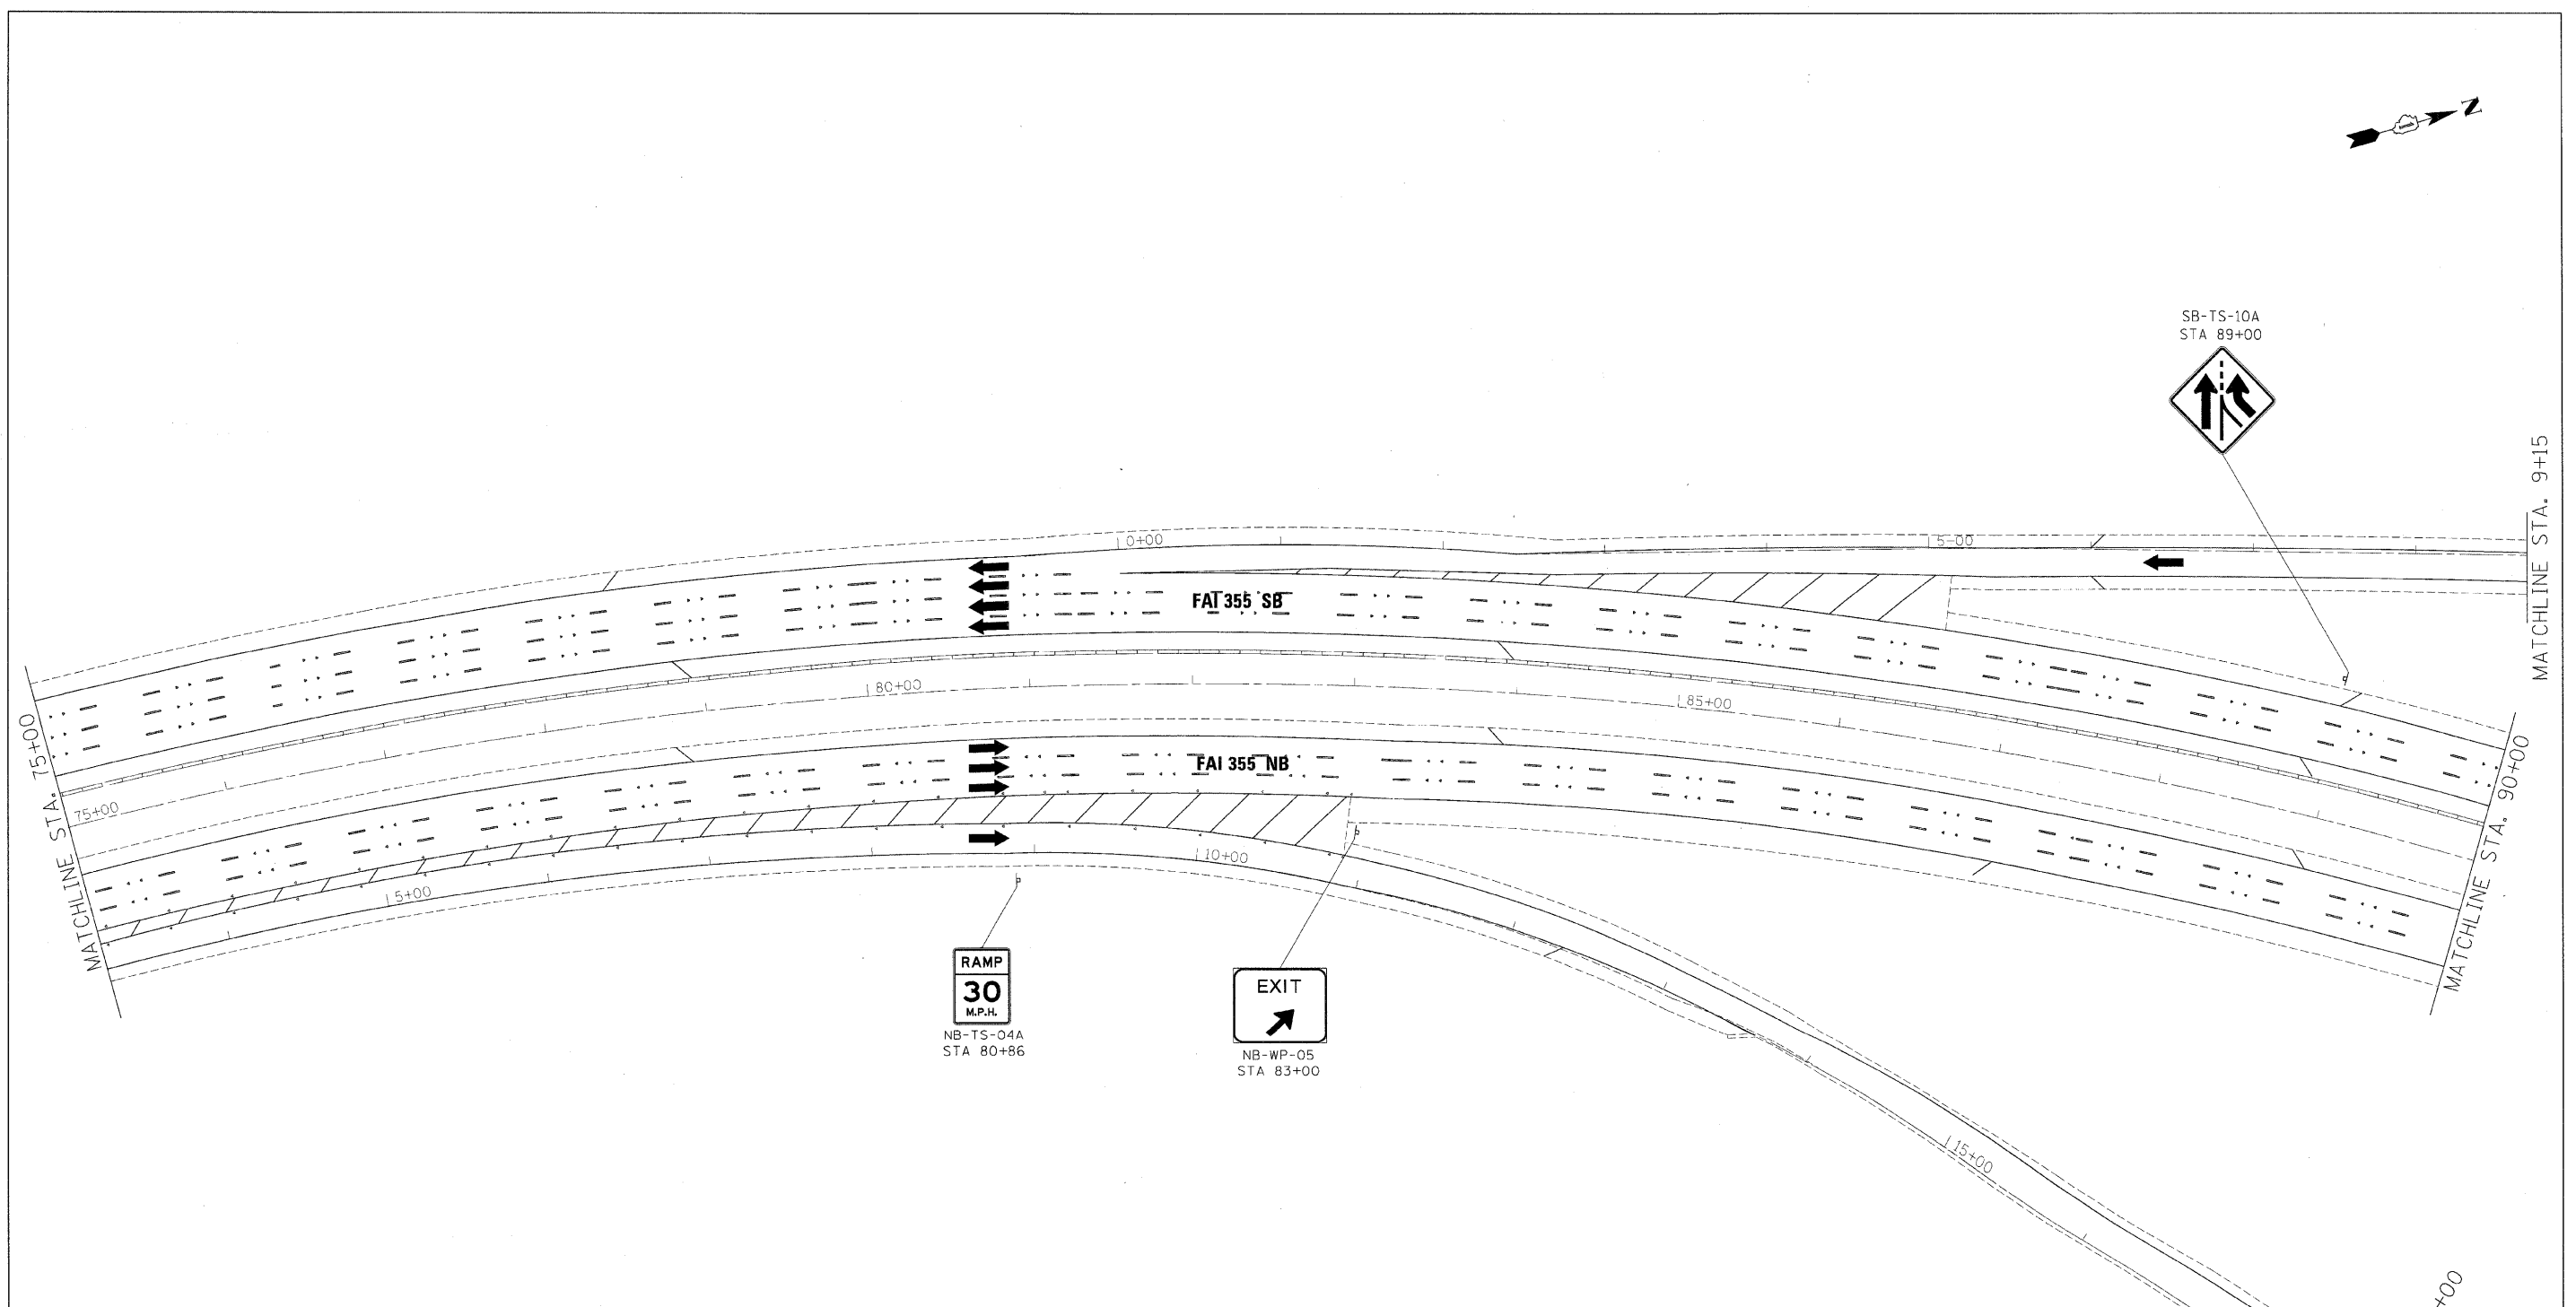 N
SB-TS-10A
STA 89+00
MATCHLINE STA. 9+15
0+00
5+00
FAI 355 SB
80+00
85+00
MATCHLINE STA. 75+00
75+00
FAI 355 NB
MATCHLINE STA. 90+00
10+00
5+00
RAMP
30
M.P.H.
NB-TS-04A
STA 80+86
EXIT
NB-WP-05
STA 83+00
15+00
+00